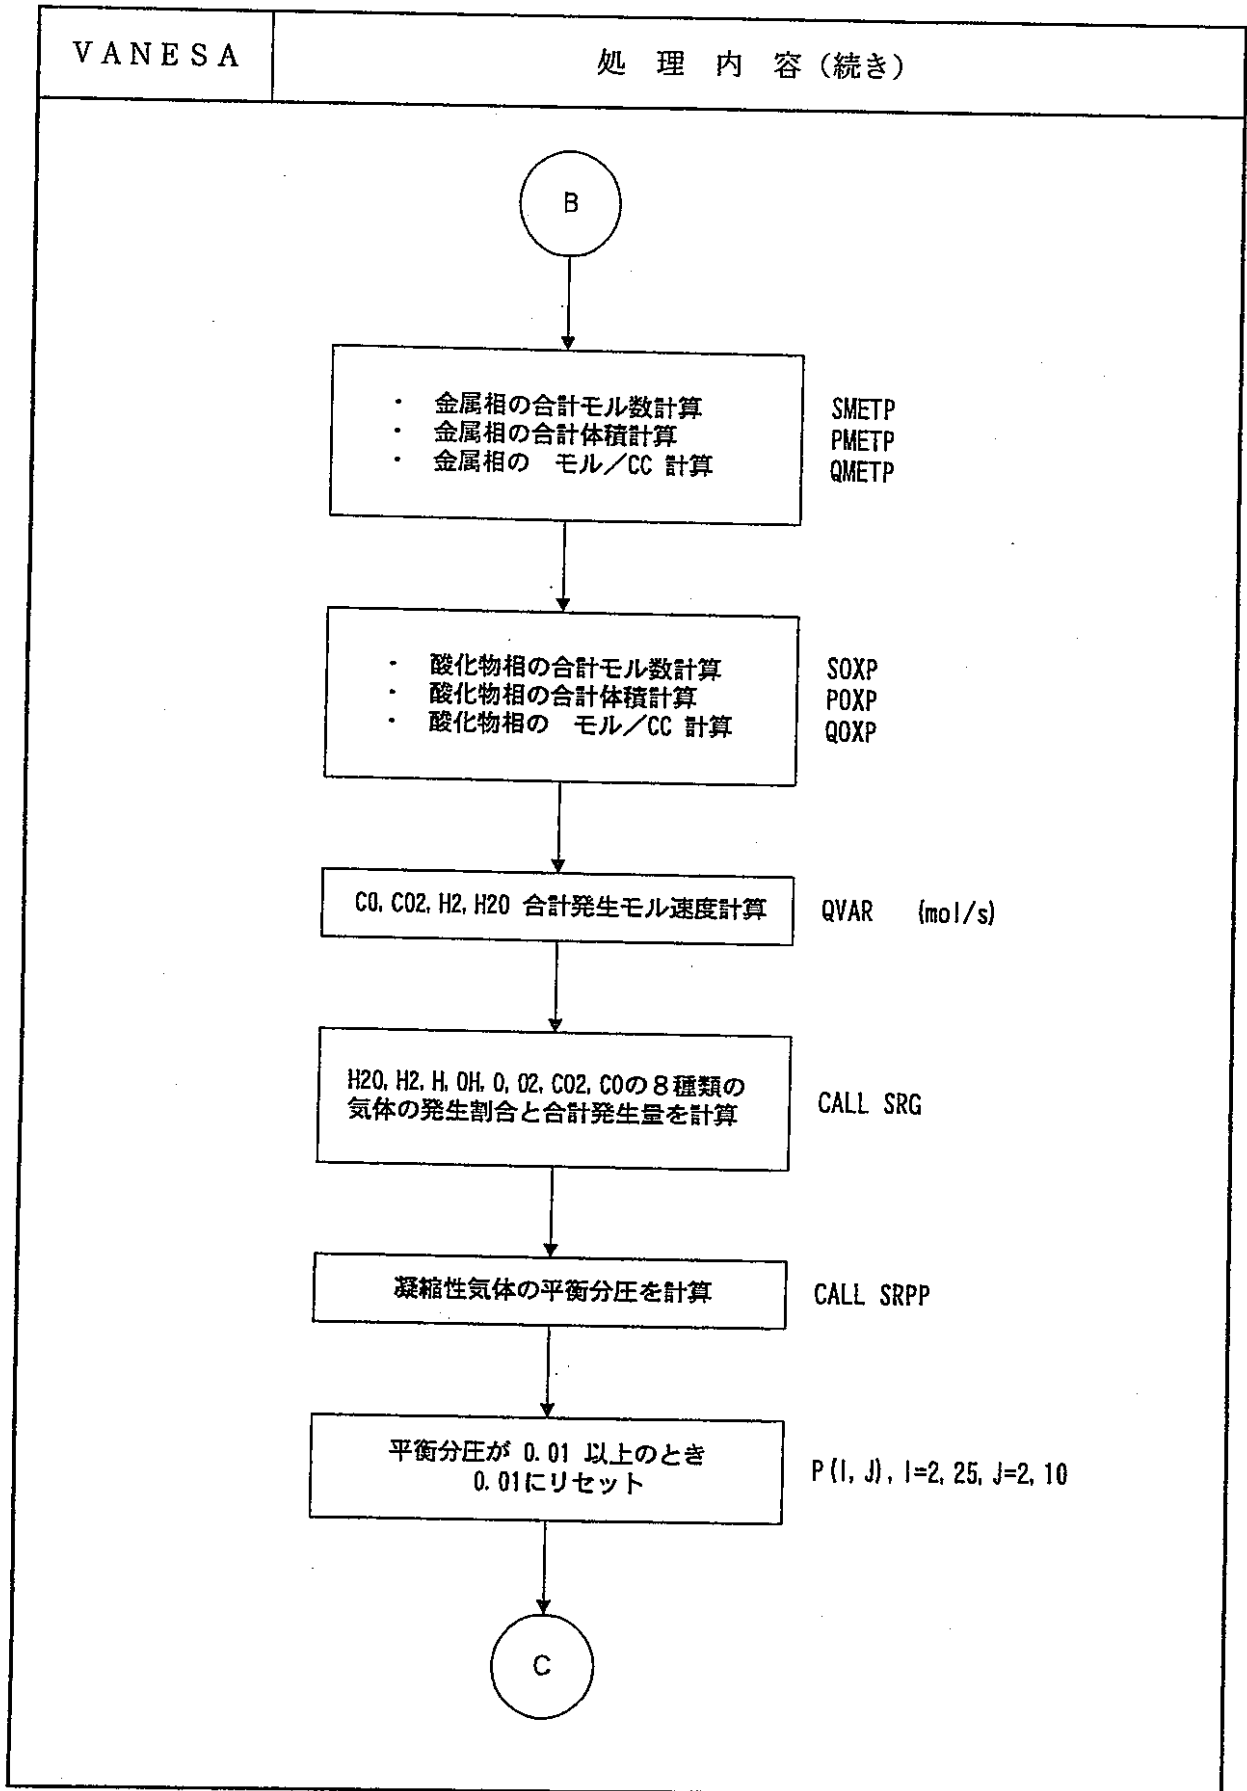 VANESA
処理内容（続き）
B
・ 金属相の合計モル数計算 SMETP
・ 金属相の合計体積計算 PMETP
・ 金属相の モル／CC 計算 QMETP
・ 酸化物相の合計モル数計算 SOXP
・ 酸化物相の合計体積計算 POXP
・ 酸化物相の モル／CC 計算 QOXP
CO, CO2, H2, H2O 合計発生モル速度計算 QVAR (mol/s)
H2O, H2, H, OH, O, O2, CO2, COの８種類の
気体の発生割合と合計発生量を計算
CALL SRG
凝縮性気体の平衡分圧を計算 CALL SRPP
平衡分圧が 0.01 以上のとき
0.01にリセット
P(I, J), I=2, 25, J=2, 10
C